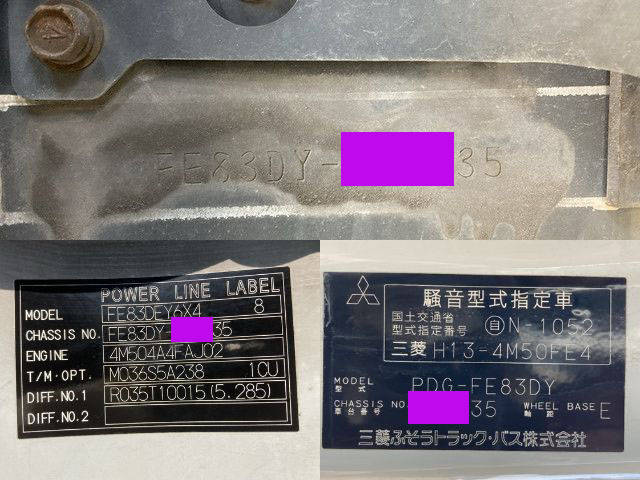 FE83DY- 35
POWER LINE LABEL
MODEL FE83DEY6X4 8
CHASSIS NO. FE83DY- 35
ENGINE 4M504A4FAJ02
T/M・OPT. M036S5A238 10U
DIFF.NO.1 R035T10015(5.285)
DIFF.NO.2
騒音型式指定車
国土交通省
型式指定番号 自N-1052
三菱 H13-4M50FE4
MODEL
型式 PDG-FE83DY
CHASSIS NO. 35 WHEEL BASE E
車台番号 軸距
三菱ふそうトラック・バス株式会社